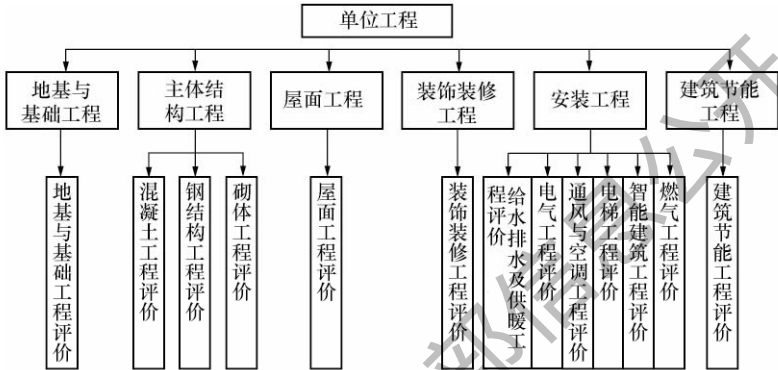 单位工程
地基与
基础工程
主体结
构工程
屋面工程
装饰装修
工程
安装工程
建筑节能
工程
地基与基础工程评价
混凝土工程评价
钢结构工程评价
砌体工程评价
屋面工程评价
装饰装修工程评价
给水排水及供暖工
程评价
电气工程评价
通风与空调工程评价
电梯工程评价
智能建筑工程评价
燃气工程评价
建筑节能工程评价
部信息公开